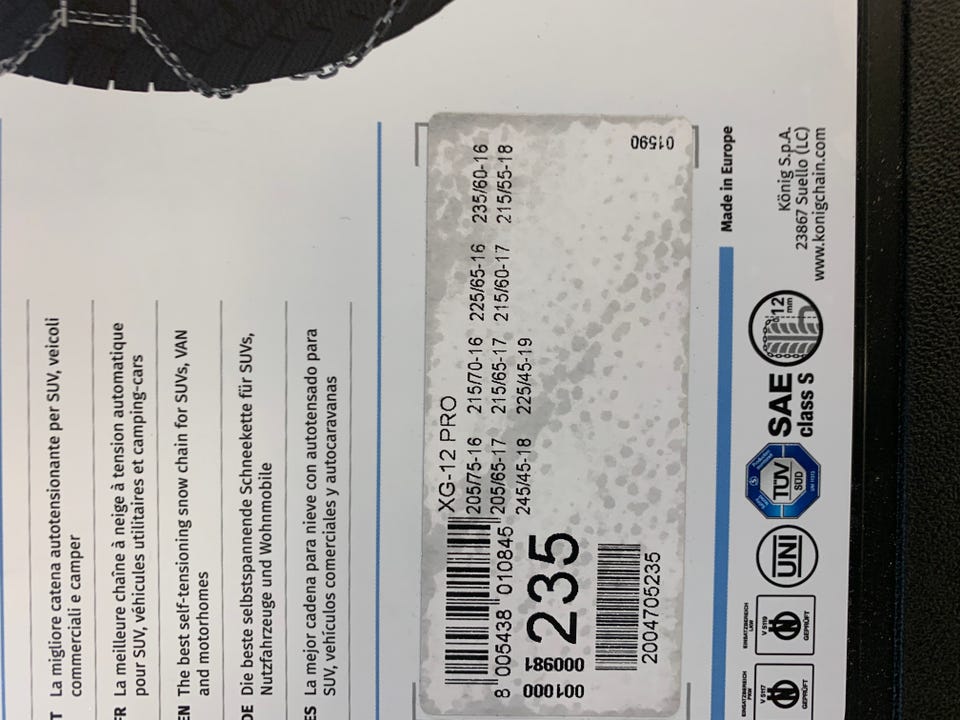 T La migliore catena autotensionante per SUV, veicoli
commerciali e camper
FR La meilleure chaîne à neige à tension automatique
pour SUV, véhicules utilitaires et camping-cars
EN The best self-tensioning snow chain for SUVs, VAN
and motorhomes
DE Die beste selbstspannende Schneekette für SUVs,
Nutzfahrzeuge und Wohnmobile
ES La mejor cadena para nieve con autotensado para
SUV, vehículos comerciales y autocaravanas
XG-12 PRO
205/75-16 215/70-16 225/65-16 235/60-16
205/65-17 215/65-17 215/60-17 215/55-18
245/45-18 225/45-19
8 005438 010845
235
001000 000981
2004705235
01590
Made in Europe
EINSATZBEREICH
PKW
V 5117
GEPRÜFT
EINSATZBEREICH
LKW
V 5119
GEPRÜFT
UNI
TÜV
SÜD
SAE
class S
12
mm
König S.p.A.
23867 Suello (LC)
www.konigchain.com